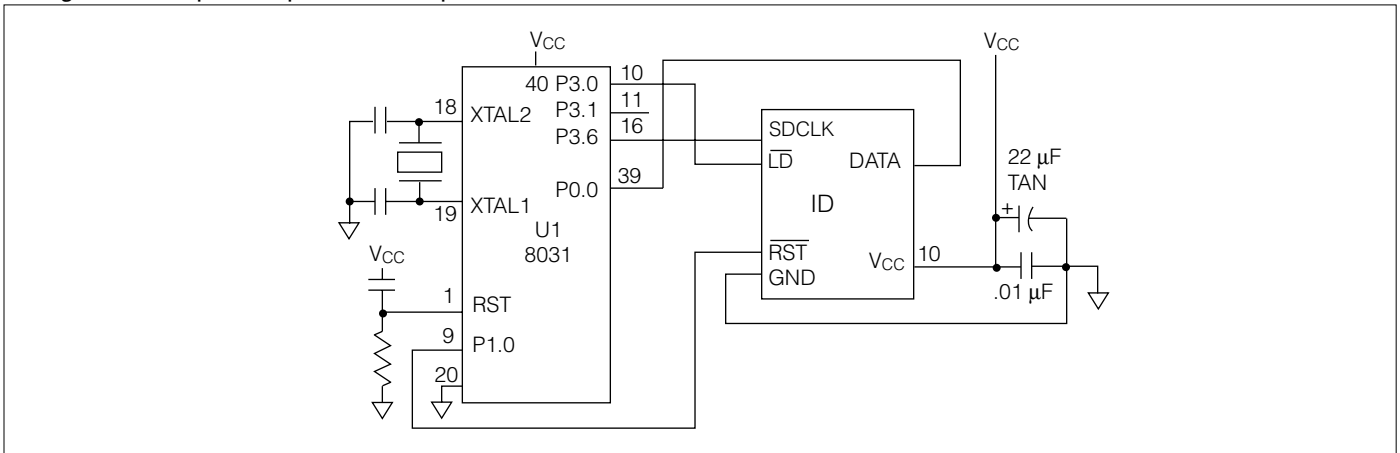 VCC
VCC
40 P3.0
10
P3.1
11
P3.6
16
18
XTAL2
SDCLK
LD
DATA
22 µF
TAN
+
P0.0
39
ID
19
XTAL1
U1
8031
VCC
RST
GND
VCC
10
.01 µF
1
RST
9
P1.0
20